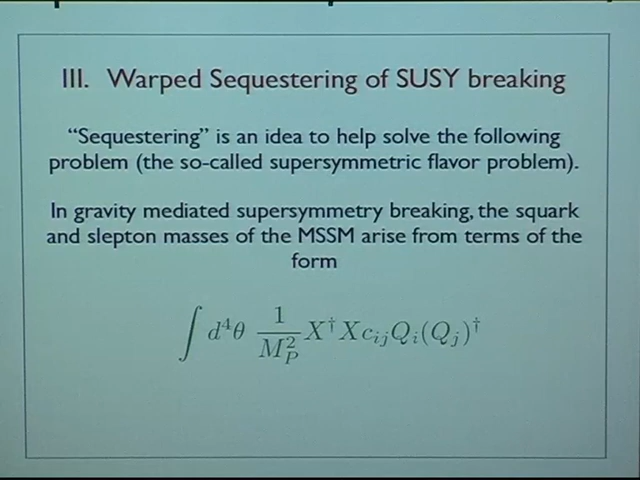 III. Warped Sequestering of SUSY breaking
“Sequestering” is an idea to help solve the following
problem (the so-called supersymmetric flavor problem).
In gravity mediated supersymmetry breaking, the squark
and slepton masses of the MSSM arise from terms of the
form
∫ d⁴θ 1/M_P² X†X c_{ij} Q_i (Q_j)†